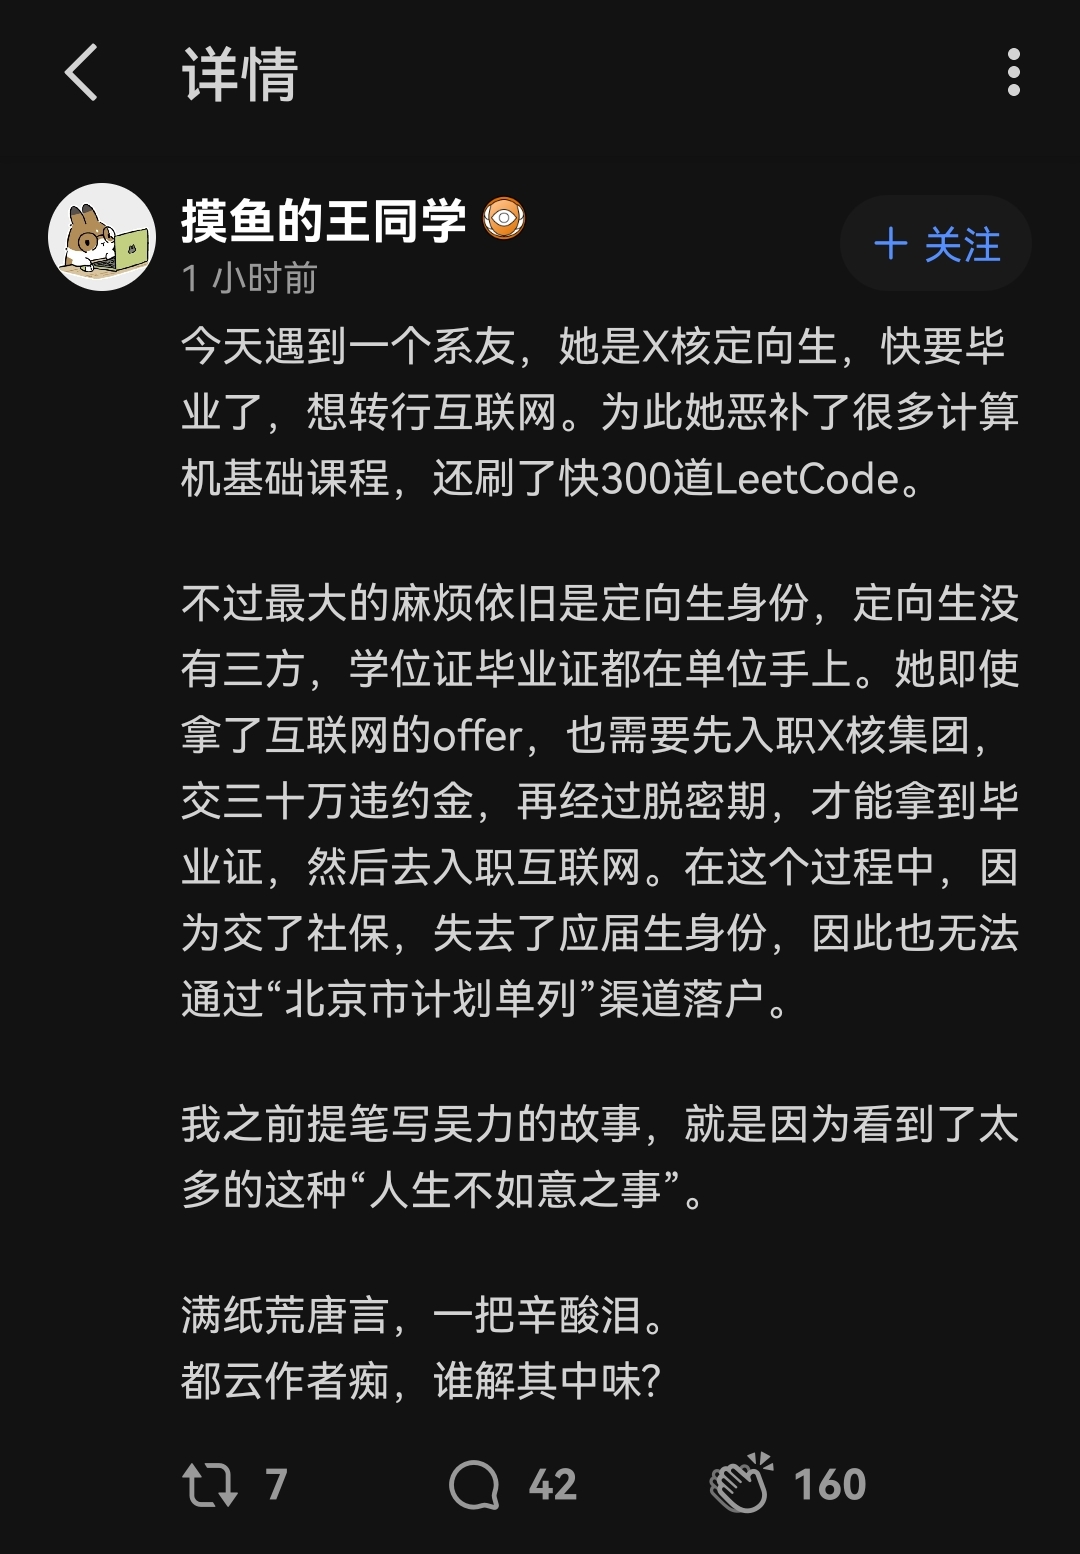 详情
摸鱼的王同学
关注
1 小时前
今天遇到一个系友，她是X核定向生，快要毕
业了，想转行互联网。为此她恶补了很多计算
机基础课程，还刷了快300道LeetCode。
不过最大的麻烦依旧是定向生身份，定向生没
有三方，学位证毕业证都在单位手上。她即使
拿了互联网的offer，也需要先入职X核集团，
交三十万违约金，再经过脱密期，才能拿到毕
业证，然后去入职互联网。在这个过程中，因
为交了社保，失去了应届生身份，因此也无法
通过“北京市计划单列”渠道落户。
我之前提笔写吴力的故事，就是因为看到了太
多的这种“人生不如意之事”。
满纸荒唐言，一把辛酸泪。
都云作者痴，谁解其中味?
7
42
160